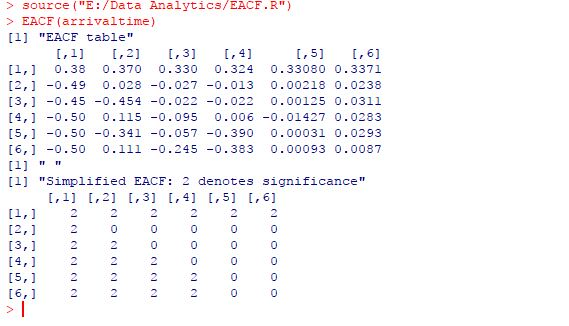 > source("E:/Data Analytics/EACF.R")
> EACF(arrivaltime)
[1] "EACF table"
      [,1]   [,2]   [,3]   [,4]     [,5]   [,6]
[1,]  0.38  0.370  0.330  0.324  0.33080 0.3371
[2,] -0.49  0.028 -0.027 -0.013  0.00218 0.0238
[3,] -0.45 -0.454 -0.022 -0.022  0.00125 0.0311
[4,] -0.50  0.115 -0.095  0.006 -0.01427 0.0283
[5,] -0.50 -0.341 -0.057 -0.390  0.00031 0.0293
[6,] -0.50  0.111 -0.245 -0.383  0.00093 0.0087
[1] " "
[1] "Simplified EACF: 2 denotes significance"
     [,1] [,2] [,3] [,4] [,5] [,6]
[1,]    2    2    2    2    2    2
[2,]    2    0    0    0    0    0
[3,]    2    2    0    0    0    0
[4,]    2    2    2    0    0    0
[5,]    2    2    2    2    0    0
[6,]    2    2    2    2    0    0
>